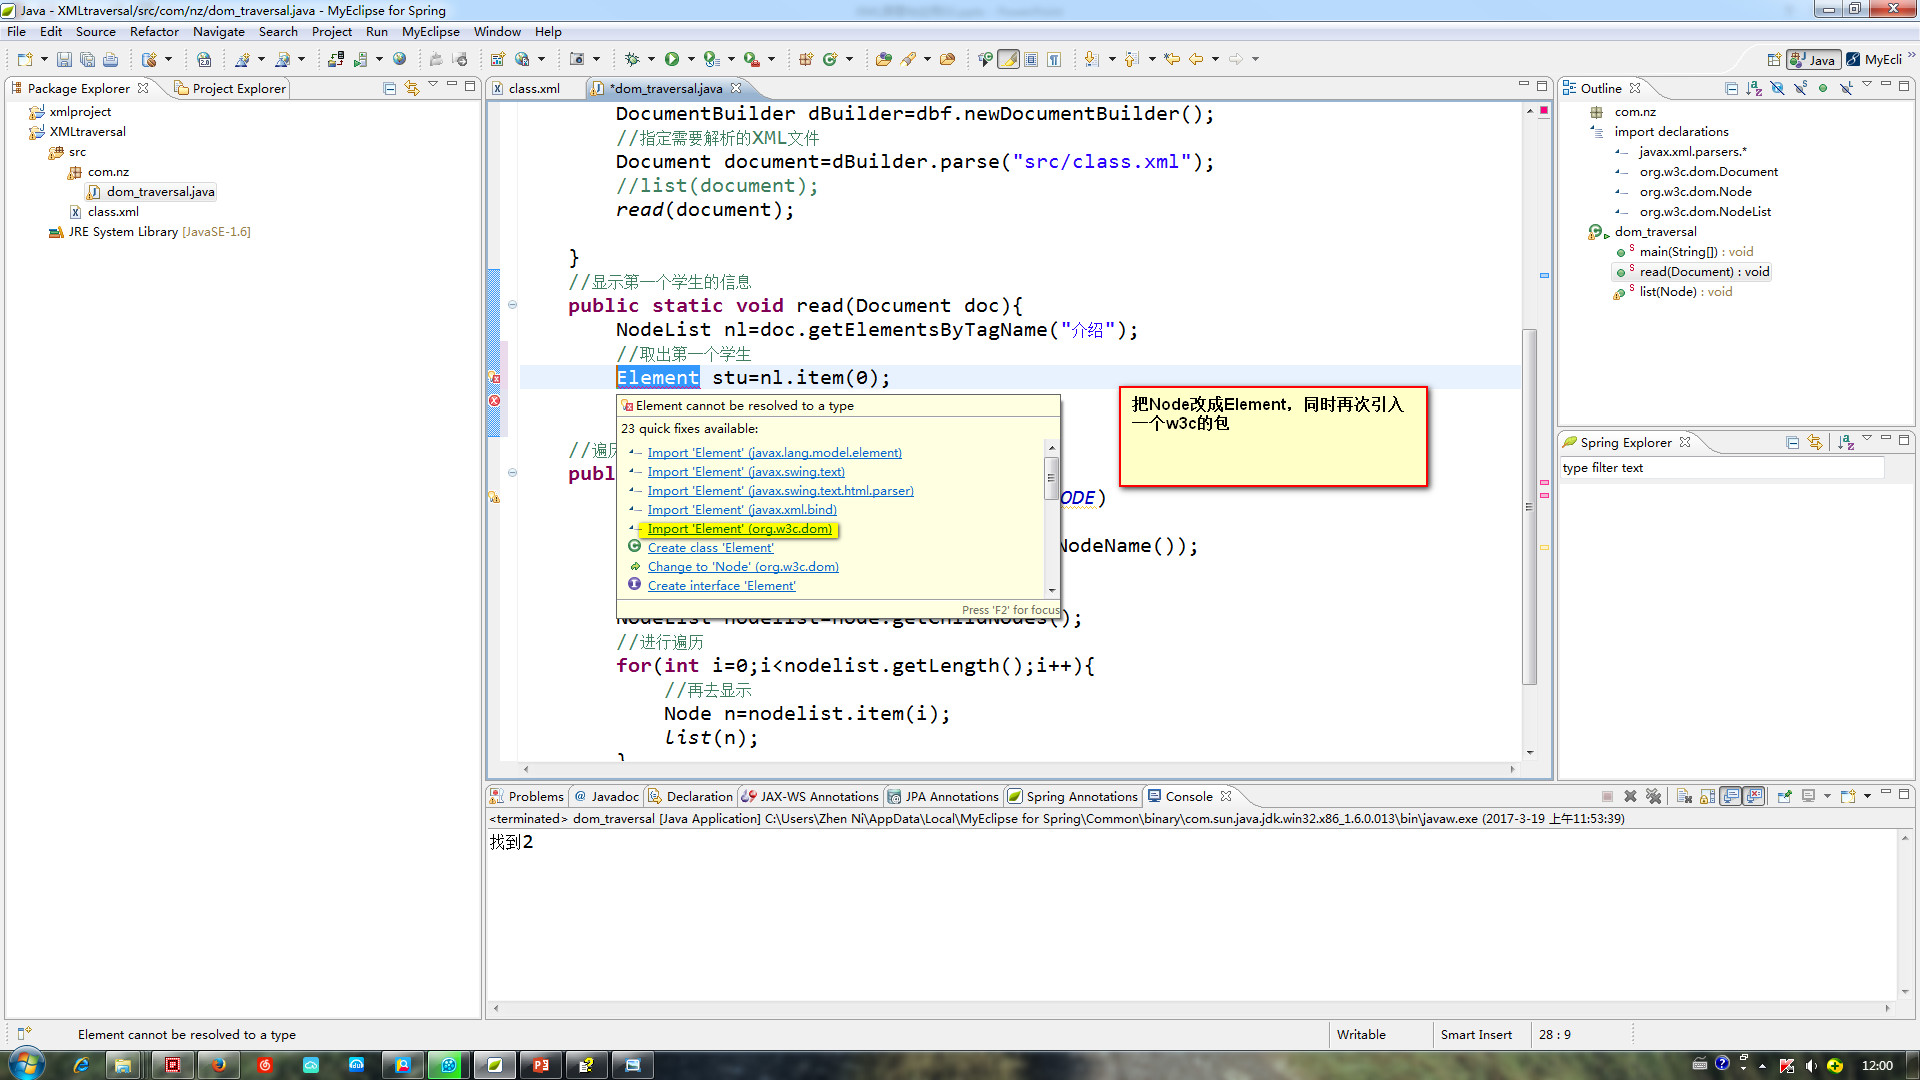 Java - XMLtraversal/src/com/nz/dom_traversal.java - MyEclipse for Spring
File Edit Source Refactor Navigate Search Project Run MyEclipse Window Help
Java MyEcli
Package Explorer Project Explorer
xmlproject
XMLtraversal
src
com.nz
dom_traversal.java
class.xml
JRE System Library [JavaSE-1.6]
class.xml *dom_traversal.java
DocumentBuilder dBuilder=dbf.newDocumentBuilder();
//指定需要解析的XML文件
Document document=dBuilder.parse("src/class.xml");
//list(document);
read(document);
}
//显示第一个学生的信息
public static void read(Document doc){
NodeList nl=doc.getElementsByTagName("介绍");
//取出第一个学生
Element stu=nl.item(0);
Element cannot be resolved to a type
23 quick fixes available:
Import 'Element' (javax.lang.model.element)
Import 'Element' (javax.swing.text)
Import 'Element' (javax.swing.text.html.parser)
Import 'Element' (javax.xml.bind)
Import 'Element' (org.w3c.dom)
Create class 'Element'
Change to 'Node' (org.w3c.dom)
Create interface 'Element'
Press 'F2' for focus
把Node改成Element，同时再次引入
一个w3c的包
//遍历
publ
ODE)
NodeName());
NodeList nodelist=node.getChildNodes();
//进行遍历
for(int i=0;i<nodelist.getLength();i++){
//再去显示
Node n=nodelist.item(i);
list(n);
}
Outline
com.nz
import declarations
javax.xml.parsers.*
org.w3c.dom.Document
org.w3c.dom.Node
org.w3c.dom.NodeList
dom_traversal
main(String[]) : void
read(Document) : void
list(Node) : void
Spring Explorer
type filter text
Problems Javadoc Declaration JAX-WS Annotations JPA Annotations Spring Annotations Console
<terminated> dom_traversal [Java Application] C:\Users\Zhen Ni\AppData\Local\MyEclipse for Spring\Common\binary\com.sun.java.jdk.win32.x86_1.6.0.013\bin\javaw.exe (2017-3-19 上午11:53:39)
找到2
Element cannot be resolved to a type
Writable Smart Insert 28 : 9
12:00